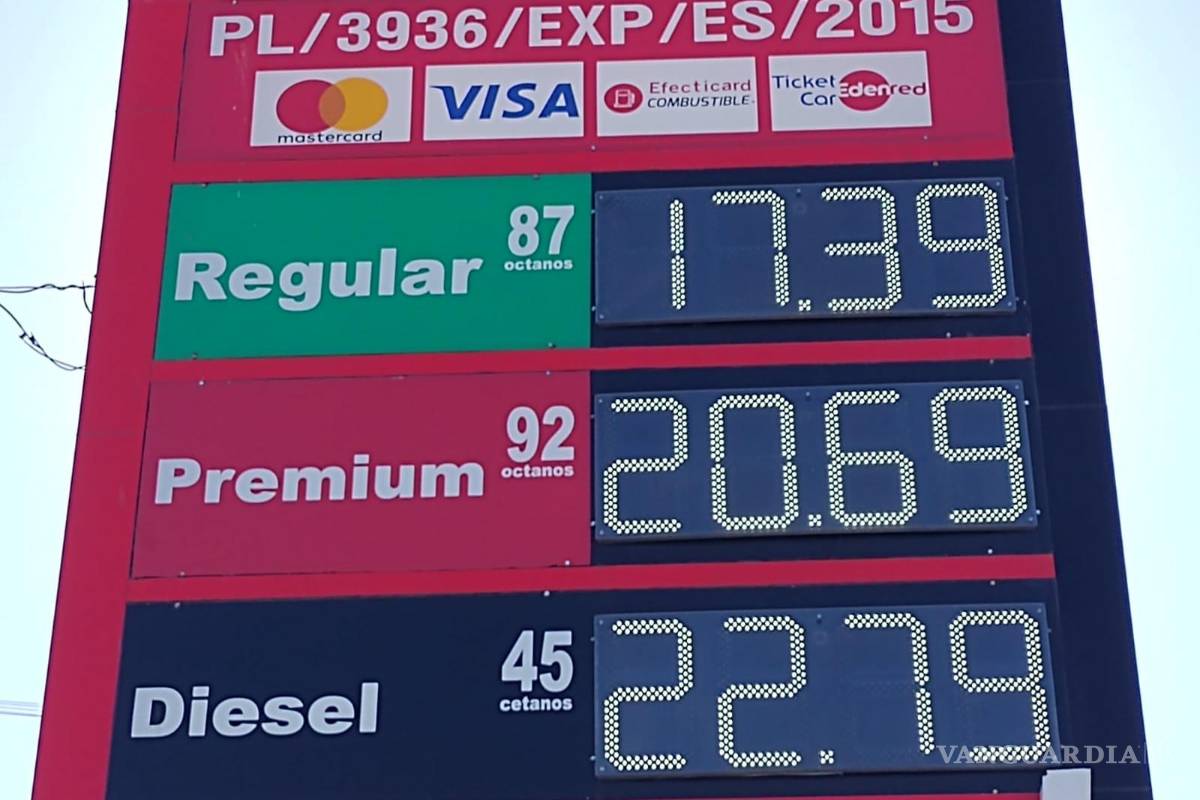 PL/3936/EXP/ES/2015
mastercard
VISA
Efecticard
COMBUSTIBLE
Ticket
Car Edenred
87
octanos
Regular
17.39
92
octanos
Premium
20.69
45
cetanos
Diesel
22.79
VANGUARDIA